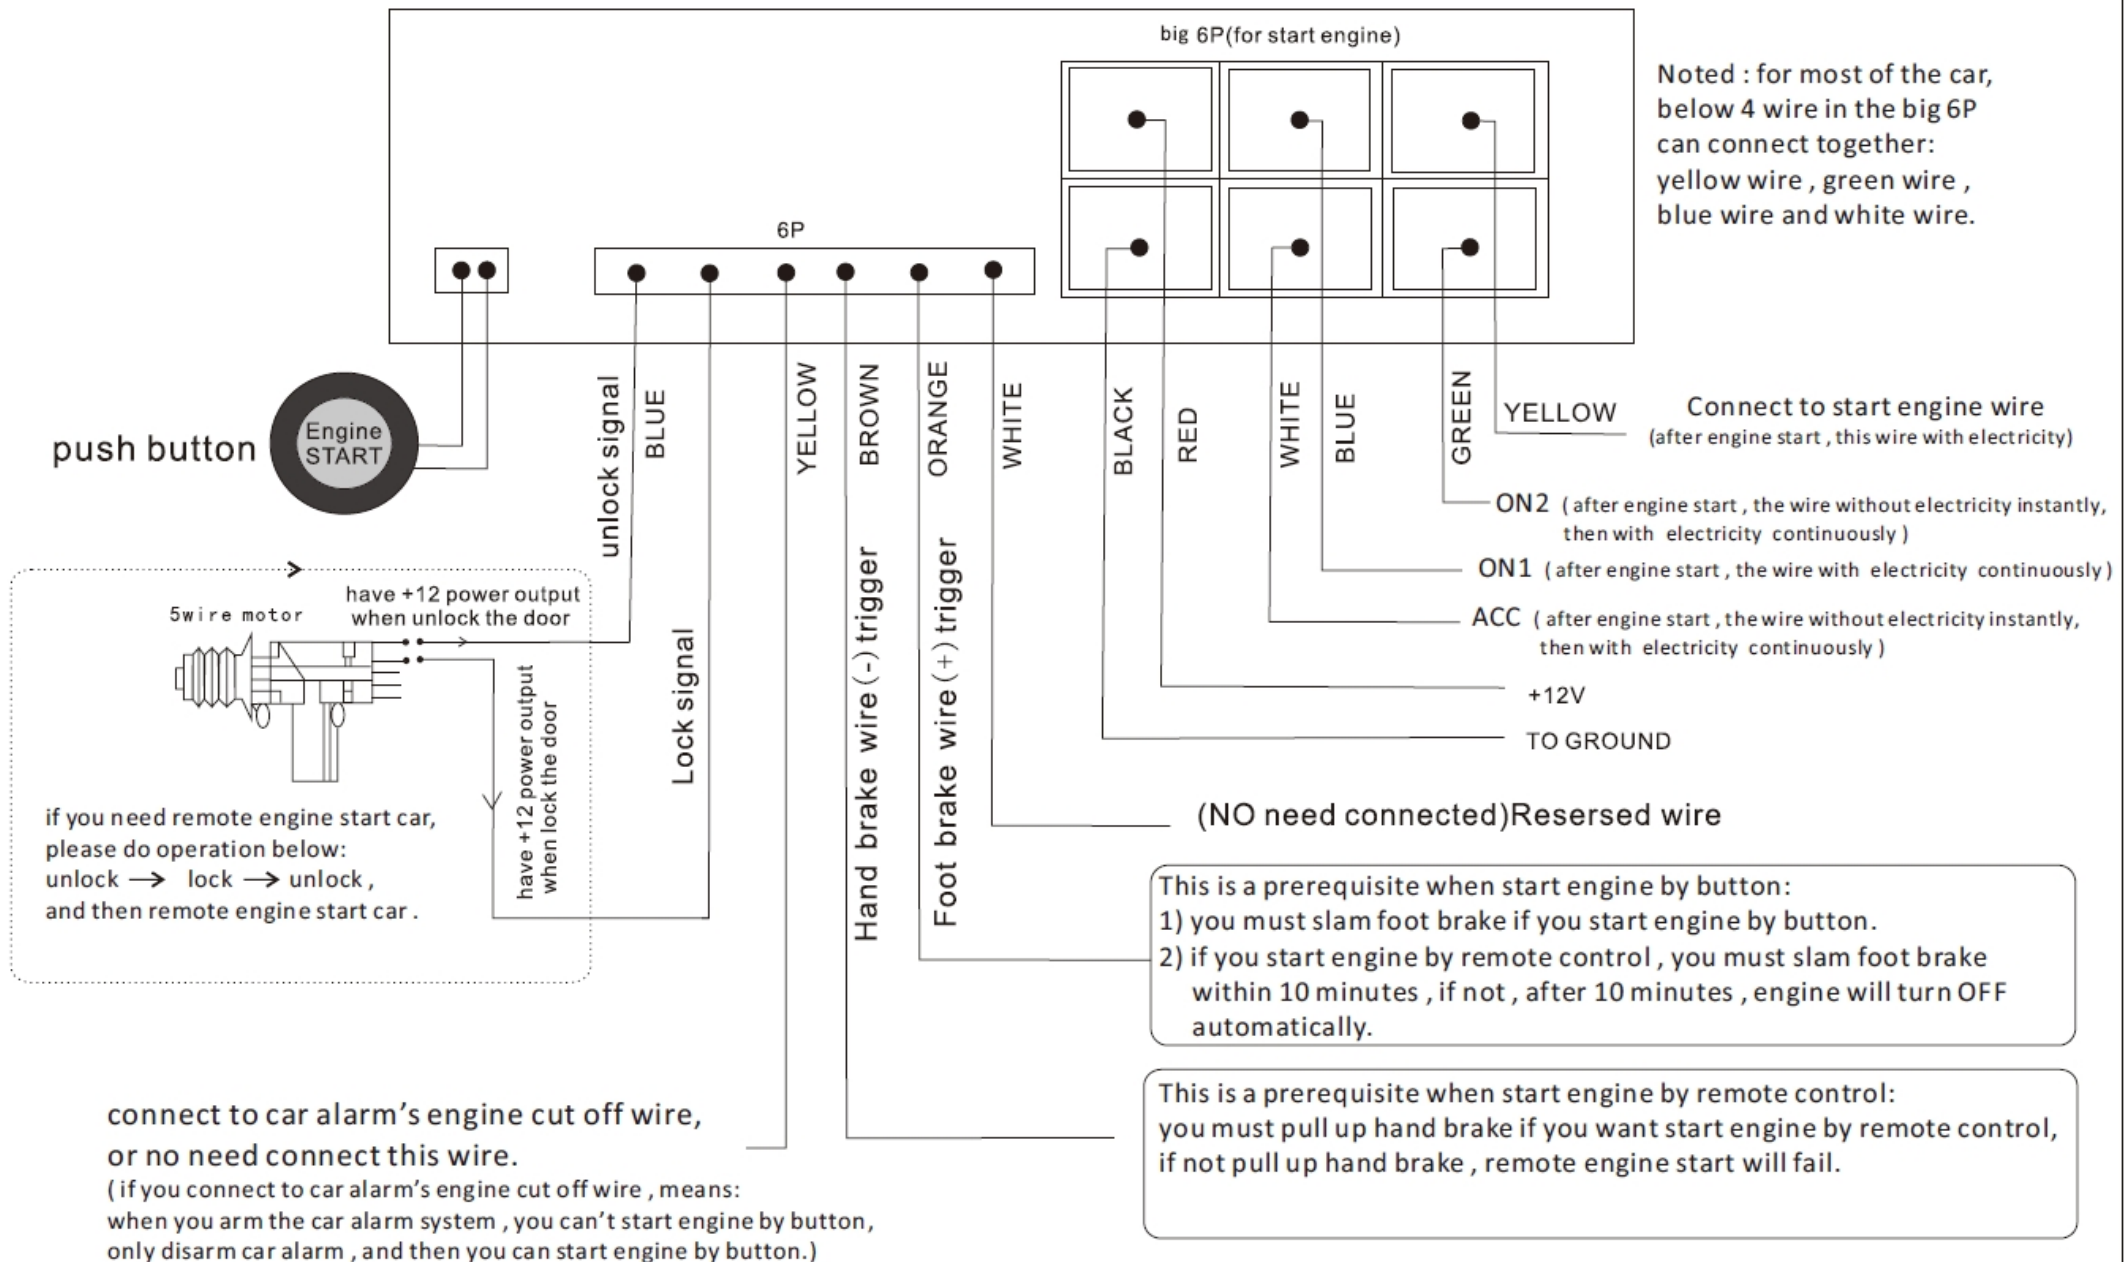 big 6P(for start engine)
Noted : for most of the car,
below 4 wire in the big 6P
can connect together:
yellow wire , green wire ,
blue wire and white wire.
6P
push button
Engine
START
unlock signal
BLUE
Lock signal
YELLOW
BROWN
Hand brake wire (-) trigger
ORANGE
Foot brake wire (+) trigger
WHITE
BLACK
RED
WHITE
BLUE
GREEN
YELLOW
Connect to start engine wire
(after engine start , this wire with electricity)
ON2 ( after engine start , the wire without electricity instantly,
then with electricity continuously )
ON1 ( after engine start , the wire with electricity continuously )
ACC ( after engine start , the wire without electricity instantly,
then with electricity continuously )
+12V
TO GROUND
(NO need connected)Resersed wire
5wire motor
have +12 power output
when unlock the door
have +12 power output
when lock the door
if you need remote engine start car,
please do operation below:
unlock → lock → unlock ,
and then remote engine start car .
This is a prerequisite when start engine by button:
1) you must slam foot brake if you start engine by button.
2) if you start engine by remote control , you must slam foot brake
within 10 minutes , if not , after 10 minutes , engine will turn OFF
automatically.
This is a prerequisite when start engine by remote control:
you must pull up hand brake if you want start engine by remote control,
if not pull up hand brake , remote engine start will fail.
connect to car alarm's engine cut off wire,
or no need connect this wire.
( if you connect to car alarm's engine cut off wire , means:
when you arm the car alarm system , you can't start engine by button,
only disarm car alarm , and then you can start engine by button.)